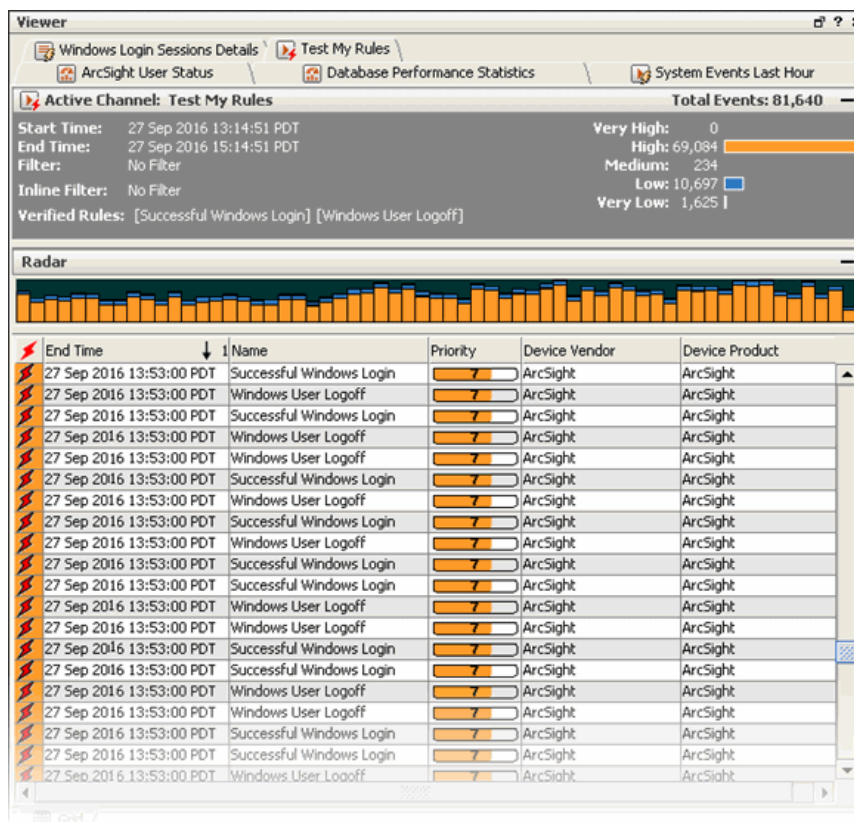 Viewer ?
Windows Login Sessions Details Test My Rules
ArcSight User Status Database Performance Statistics System Events Last Hour
Active Channel: Test My Rules Total Events: 81,640
Start Time: 27 Sep 2016 13:14:51 PDT Very High: 0
End Time: 27 Sep 2016 15:14:51 PDT High: 69,084
Filter: No Filter Medium: 234
Inline Filter: No Filter Low: 10,697
Verified Rules: [Successful Windows Login] [Windows User Logoff] Very Low: 1,625
Radar
End Time 1 Name Priority Device Vendor Device Product
27 Sep 2016 13:53:00 PDT Successful Windows Login 7 ArcSight ArcSight
27 Sep 2016 13:53:00 PDT Windows User Logoff 7 ArcSight ArcSight
27 Sep 2016 13:53:00 PDT Successful Windows Login 7 ArcSight ArcSight
27 Sep 2016 13:53:00 PDT Windows User Logoff 7 ArcSight ArcSight
27 Sep 2016 13:53:00 PDT Windows User Logoff 7 ArcSight ArcSight
27 Sep 2016 13:53:00 PDT Successful Windows Login 7 ArcSight ArcSight
27 Sep 2016 13:53:00 PDT Windows User Logoff 7 ArcSight ArcSight
27 Sep 2016 13:53:00 PDT Successful Windows Login 7 ArcSight ArcSight
27 Sep 2016 13:53:00 PDT Windows User Logoff 7 ArcSight ArcSight
27 Sep 2016 13:53:00 PDT Successful Windows Login 7 ArcSight ArcSight
27 Sep 2016 13:53:00 PDT Successful Windows Login 7 ArcSight ArcSight
27 Sep 2016 13:53:00 PDT Windows User Logoff 7 ArcSight ArcSight
27 Sep 2016 13:53:00 PDT Windows User Logoff 7 ArcSight ArcSight
27 Sep 2016 13:53:00 PDT Successful Windows Login 7 ArcSight ArcSight
27 Sep 2016 13:53:00 PDT Successful Windows Login 7 ArcSight ArcSight
27 Sep 2016 13:53:00 PDT Windows User Logoff 7 ArcSight ArcSight
27 Sep 2016 13:53:00 PDT Windows User Logoff 7 ArcSight ArcSight
27 Sep 2016 13:53:00 PDT Successful Windows Login 7 ArcSight ArcSight
27 Sep 2016 13:53:00 PDT Successful Windows Login 7 ArcSight ArcSight
27 Sep 2016 13:53:00 PDT Windows User Logoff 7 ArcSight ArcSight